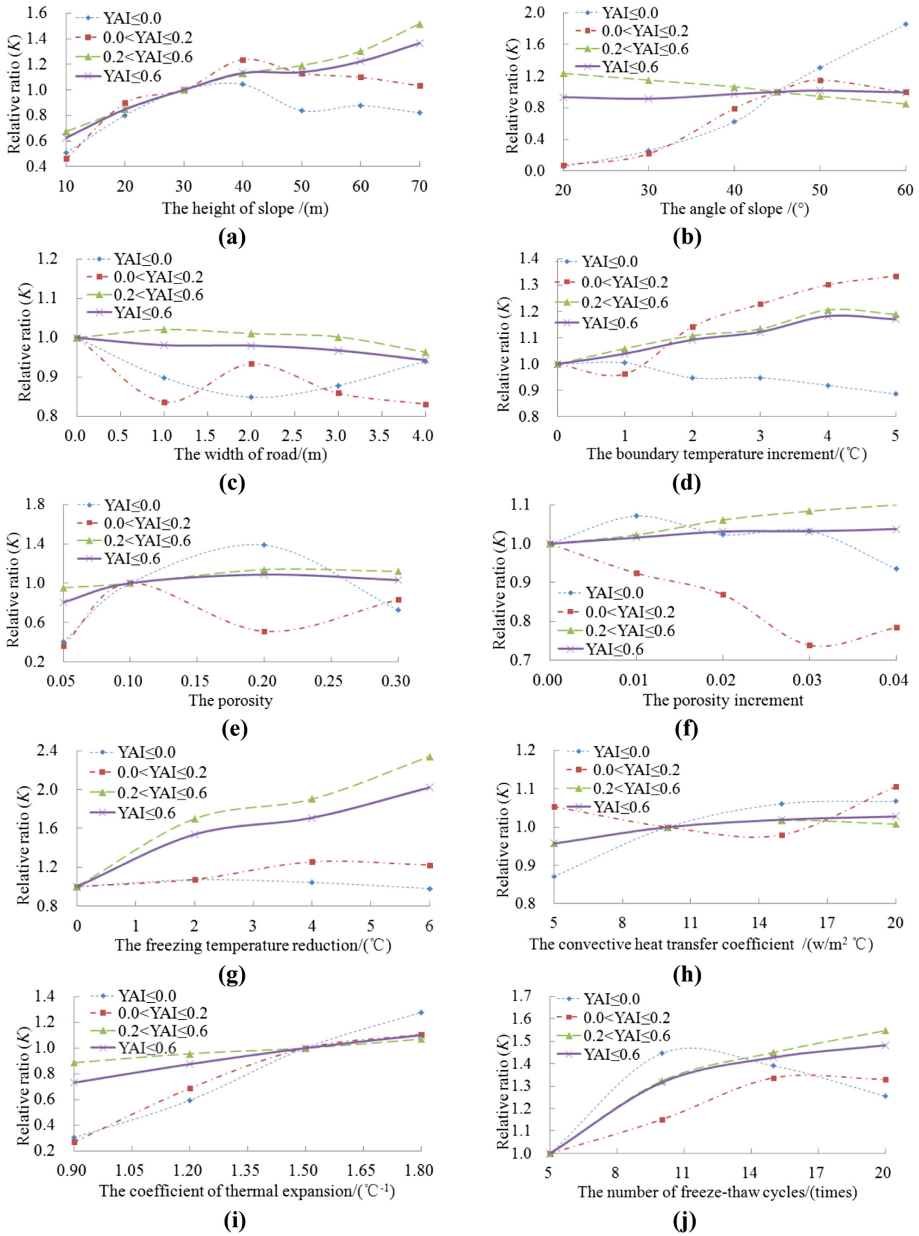 Relative ratio (K)
1.6
1.4
1.2
1.0
0.8
0.6
0.4
YAI≤0.0
0.0<YAI≤0.2
0.2<YAI≤0.6
YAI≤0.6
10 20 30 40 50 60 70
The height of slope /(m)
(a)
Relative ratio (K)
2.0
1.6
1.2
0.8
0.4
0.0
YAI≤0.0
0.0<YAI≤0.2
0.2<YAI≤0.6
YAI≤0.6
20 30 40 50 60
The angle of slope /(°)
(b)
Relative ratio (K)
1.2
1.1
1.0
0.9
0.8
YAI≤0.0
0.0<YAI≤0.2
0.2<YAI≤0.6
YAI≤0.6
0.0 0.5 1.0 1.5 2.0 2.5 3.0 3.5 4.0
The width of road/(m)
(c)
Relative ratio (K)
1.4
1.3
1.2
1.1
1.0
0.9
0.8
YAI≤0.0
0.0<YAI≤0.2
0.2<YAI≤0.6
YAI≤0.6
0 1 2 3 4 5
The boundary temperature increment/(℃)
(d)
Relative ratio (K)
1.8
1.4
1.0
0.6
0.2
YAI≤0.0
0.0<YAI≤0.2
0.2<YAI≤0.6
YAI≤0.6
0.05 0.10 0.15 0.20 0.25 0.30
The porosity
(e)
Relative ratio (K)
1.1
1.0
0.9
0.8
0.7
YAI≤0.0
0.0<YAI≤0.2
0.2<YAI≤0.6
YAI≤0.6
0.00 0.01 0.02 0.03 0.04
The porosity increment
(f)
Relative ratio (K)
2.4
2.0
1.6
1.2
0.8
YAI≤0.0
0.0<YAI≤0.2
0.2<YAI≤0.6
YAI≤0.6
0 1 2 3 4 5 6
The freezing temperature reduction/(℃)
(g)
Relative ratio (K)
1.2
1.1
1.0
0.9
0.8
YAI≤0.0
0.0<YAI≤0.2
0.2<YAI≤0.6
YAI≤0.6
5 8 11 14 17 20
The convective heat transfer coefficient /(w/m² ℃)
(h)
Relative ratio (K)
1.4
1.2
1.0
0.8
0.6
0.4
0.2
YAI≤0.0
0.0<YAI≤0.2
0.2<YAI≤0.6
YAI≤0.6
0.90 1.05 1.20 1.35 1.50 1.65 1.80
The coefficient of thermal expansion/(℃⁻¹)
(i)
Relative ratio (K)
1.7
1.6
1.5
1.4
1.3
1.2
1.1
1.0
YAI≤0.0
0.0<YAI≤0.2
0.2<YAI≤0.6
YAI≤0.6
5 8 11 14 17 20
The number of freeze-thaw cycles/(times)
(j)